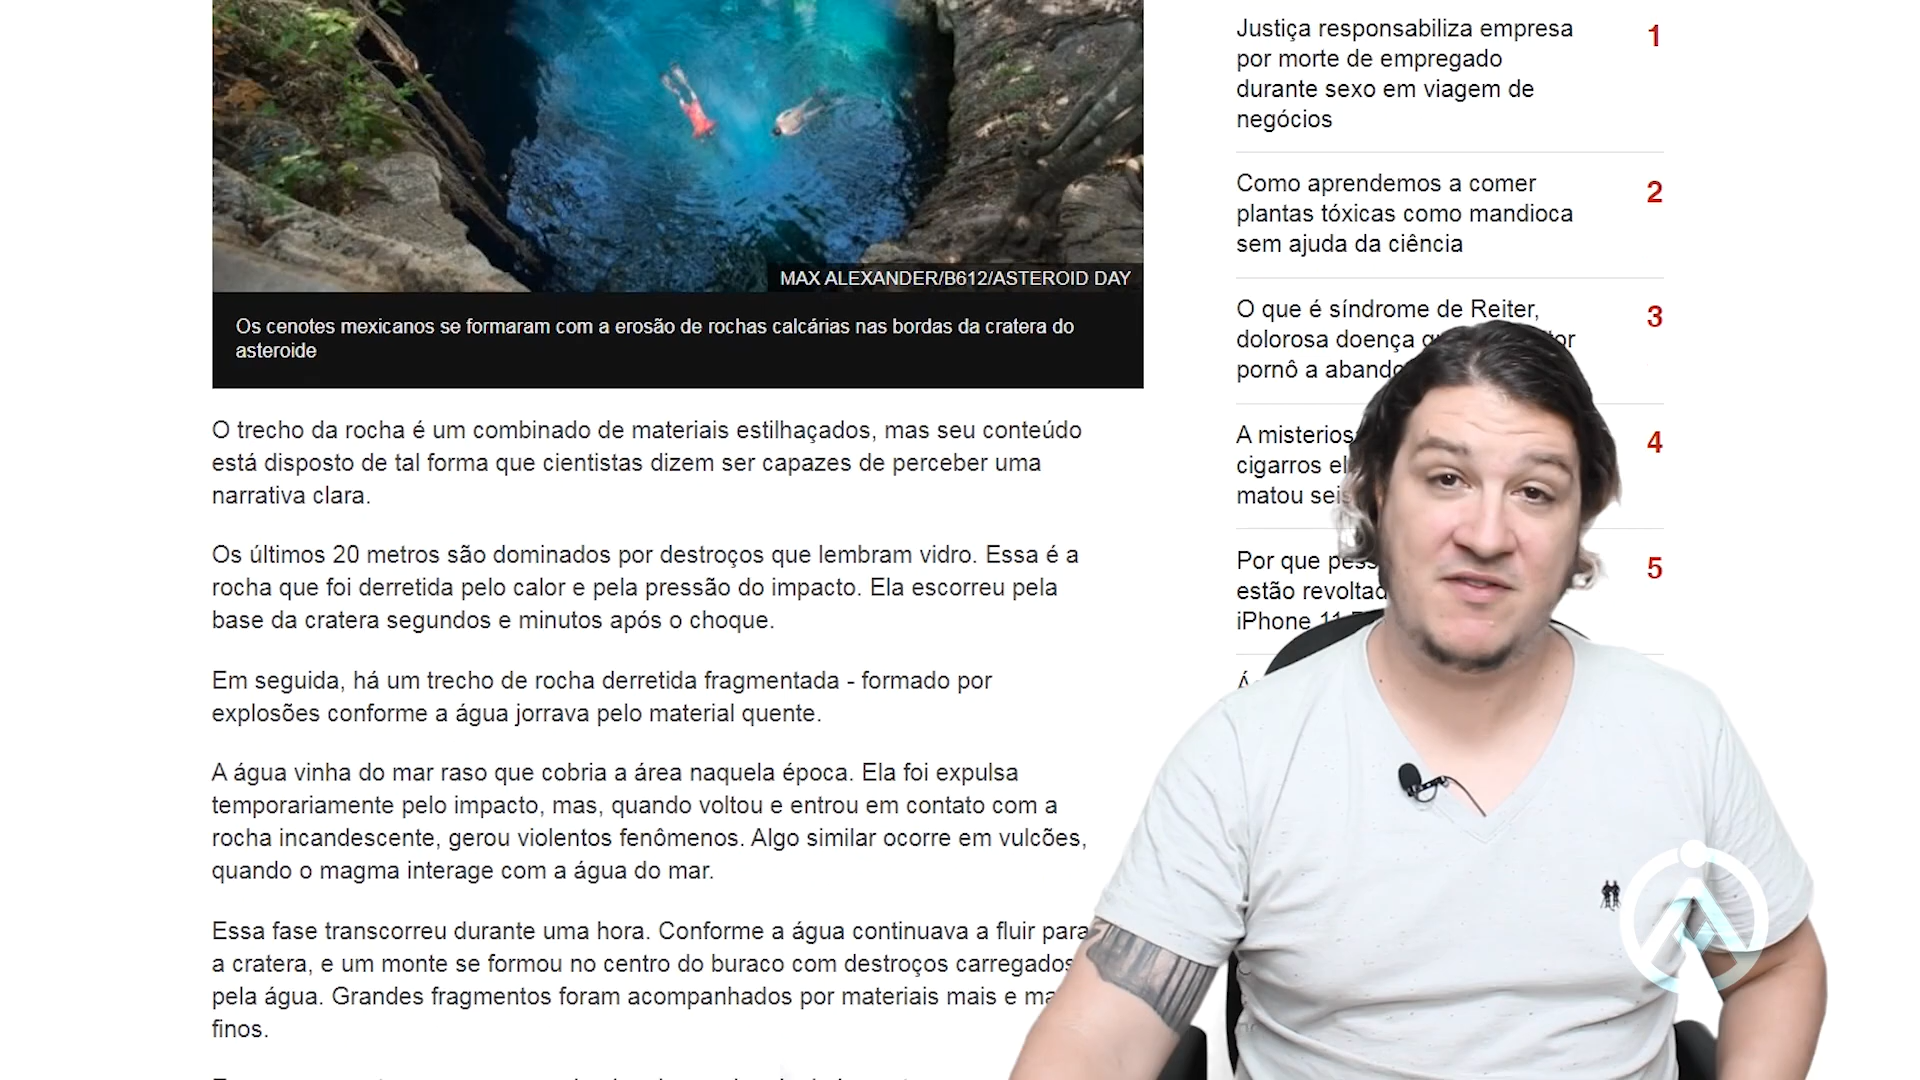 MAX ALEXANDER/B612/ASTEROID DAY
Os cenotes mexicanos se formaram com a erosão de rochas calcárias nas bordas da cratera do
asteroide
O trecho da rocha é um combinado de materiais estilhaçados, mas seu conteúdo
está disposto de tal forma que cientistas dizem ser capazes de perceber uma
narrativa clara.
Os últimos 20 metros são dominados por destroços que lembram vidro. Essa é a
rocha que foi derretida pelo calor e pela pressão do impacto. Ela escorreu pela
base da cratera segundos e minutos após o choque.
Em seguida, há um trecho de rocha derretida fragmentada - formado por
explosões conforme a água jorrava pelo material quente.
A água vinha do mar raso que cobria a área naquela época. Ela foi expulsa
temporariamente pelo impacto, mas, quando voltou e entrou em contato com a
rocha incandescente, gerou violentos fenômenos. Algo similar ocorre em vulcões,
quando o magma interage com a água do mar.
Essa fase transcorreu durante uma hora. Conforme a água continuava a fluir para
a cratera, e um monte se formou no centro do buraco com destroços carregados
pela água. Grandes fragmentos foram acompanhados por materiais mais e
finos.
Justiça responsabiliza empresa 1
por morte de empregado
durante sexo em viagem de
negócios
Como aprendemos a comer 2
plantas tóxicas como mandioca
sem ajuda da ciência
O que é síndrome de Reiter, 3
dolorosa doença
pornô a
A 4
cigarros
matou
Por que 5
estão
iPhone 11